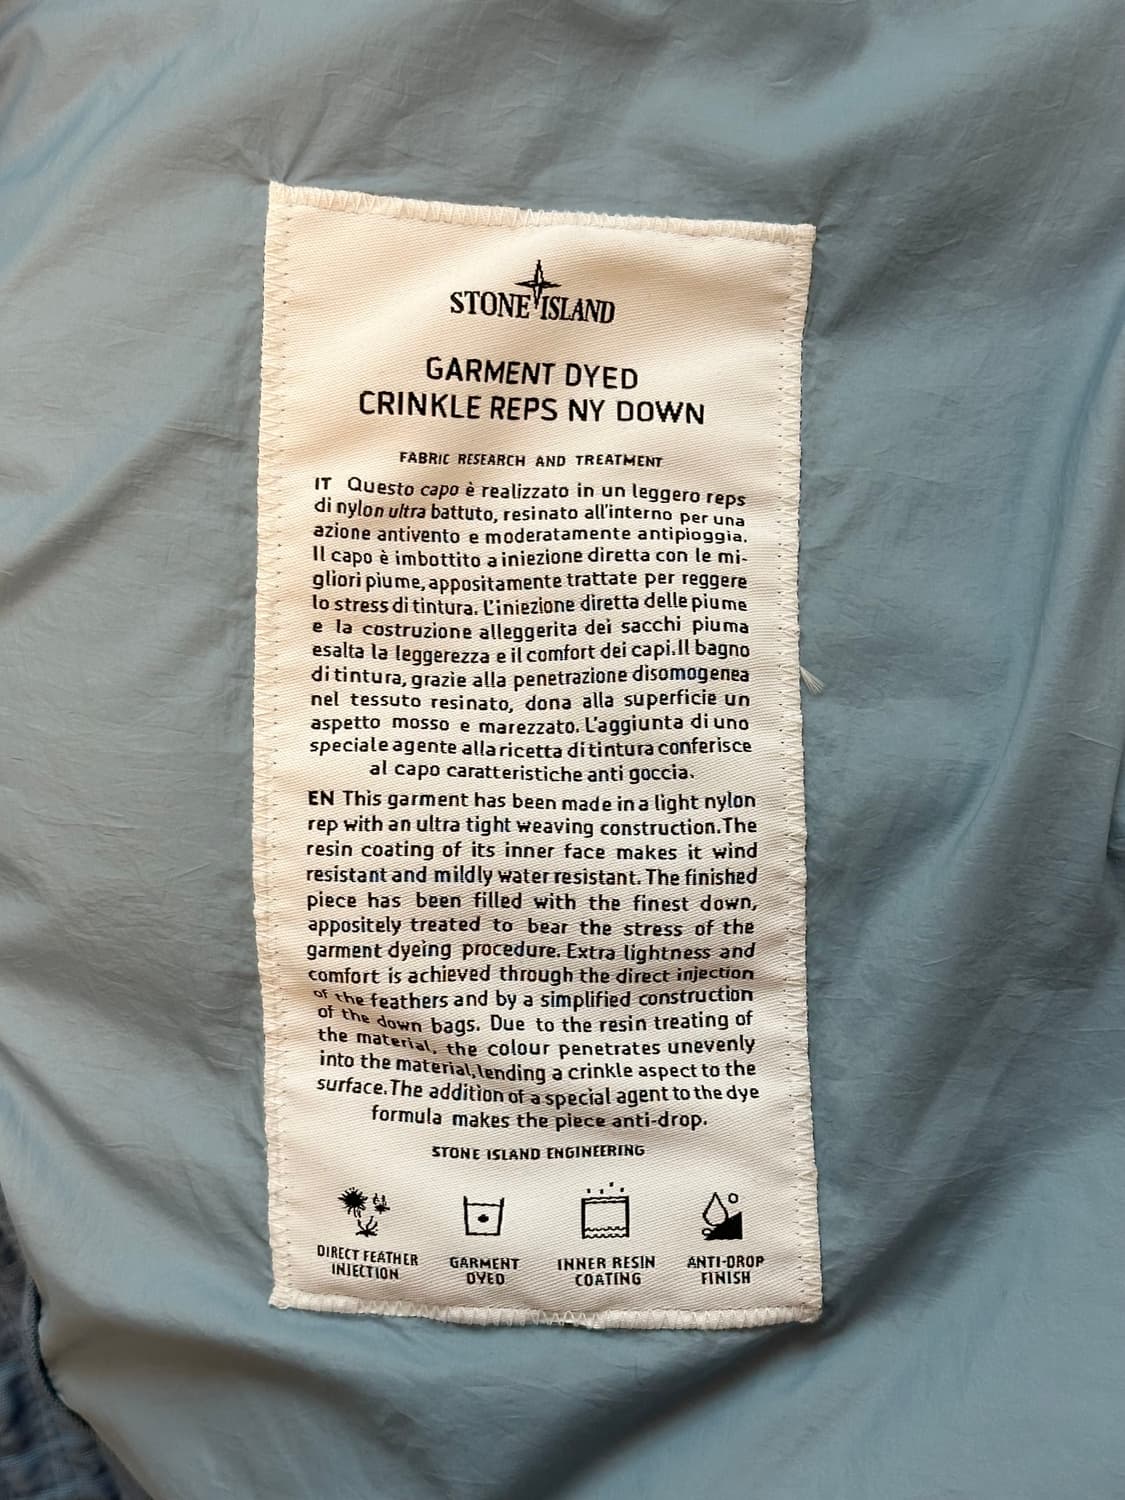 STONE ISLAND
GARMENT DYED
CRINKLE REPS NY DOWN
FABRIC RESEARCH AND TREATMENT
IT Questo capo è realizzato in un leggero reps
di nylon ultra battuto, resinato all'interno per una
azione antivento e moderatamente antipioggia.
Il capo è imbottito a iniezione diretta con le mi-
gliori piume, appositamente trattate per reggere
lo stress di tintura. L'iniezione diretta delle piume
e la costruzione alleggerita dei sacchi piuma
esalta la leggerezza e il comfort dei capi. Il bagno
di tintura, grazie alla penetrazione disomogenea
nel tessuto resinato, dona alla superficie un
aspetto mosso e marezzato. L'aggiunta di uno
speciale agente alla ricetta di tintura conferisce
al capo caratteristiche anti goccia.
EN This garment has been made in a light nylon
rep with an ultra tight weaving construction. The
resin coating of its inner face makes it wind
resistant and mildly water resistant. The finished
piece has been filled with the finest down,
appositely treated to bear the stress of the
garment dyeing procedure. Extra lightness and
comfort is achieved through the direct injection
of the feathers and by a simplified construction
of the down bags. Due to the resin treating of
the material, the colour penetrates unevenly
into the material, lending a crinkle aspect to the
surface. The addition of a special agent to the dye
formula makes the piece anti-drop.
STONE ISLAND ENGINEERING
DIRECT FEATHER
INJECTION
GARMENT
DYED
INNER RESIN
COATING
ANTI-DROP
FINISH